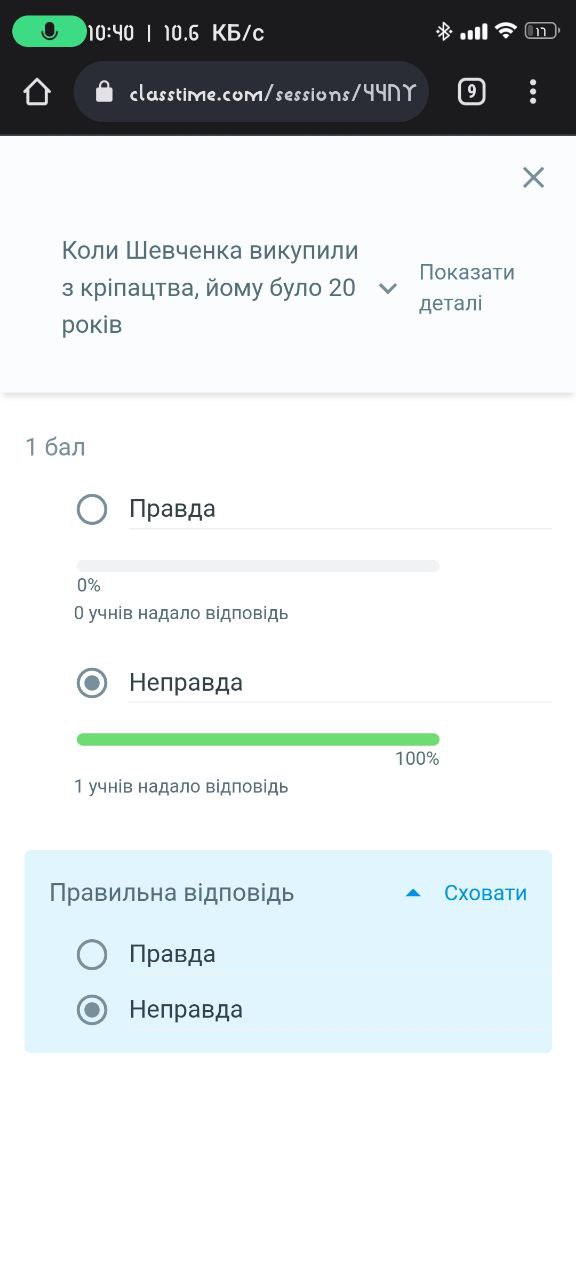 10:40 | 10.6 КБ/с
17
classtime.com/sessions/44NY
9
Коли Шевченка викупили
з кріпацтва, йому було 20
років
Показати
деталі
1 бал
Правда
0%
0 учнів надало відповідь
Неправда
100%
1 учнів надало відповідь
Правильна відповідь
Сховати
Правда
Неправда